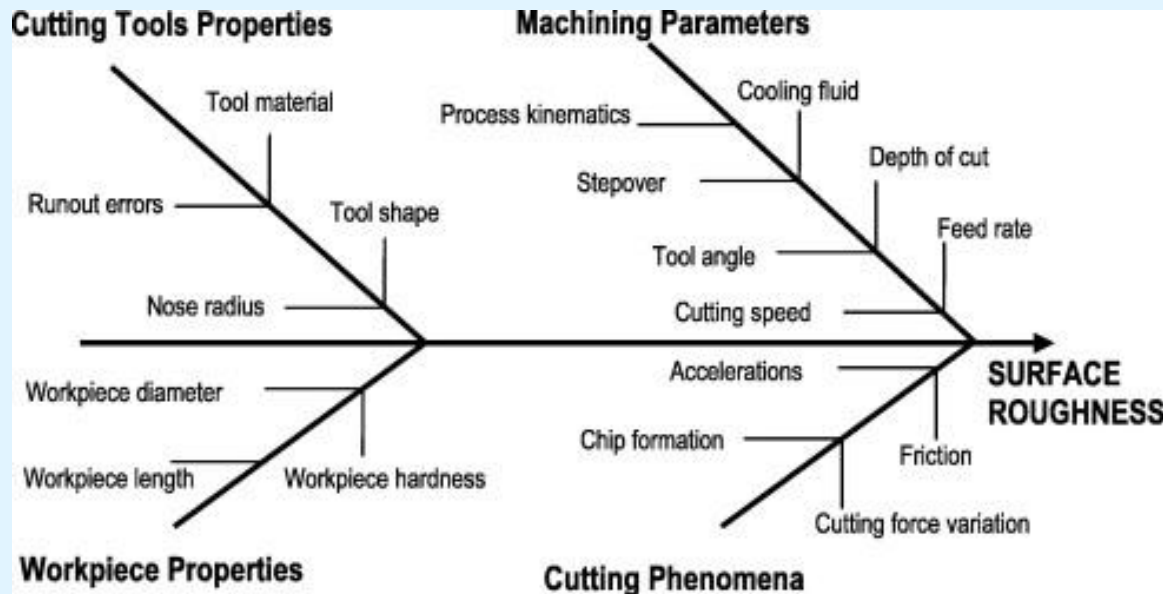 Cutting Tools Properties
Machining Parameters
Tool material
Cooling fluid
Process kinematics
Depth of cut
Stepover
Runout errors
Tool shape
Feed rate
Tool angle
Nose radius
Cutting speed
Accelerations
SURFACE
ROUGHNESS
Workpiece diameter
Chip formation
Friction
Workpiece length
Workpiece hardness
Cutting force variation
Workpiece Properties
Cutting Phenomena